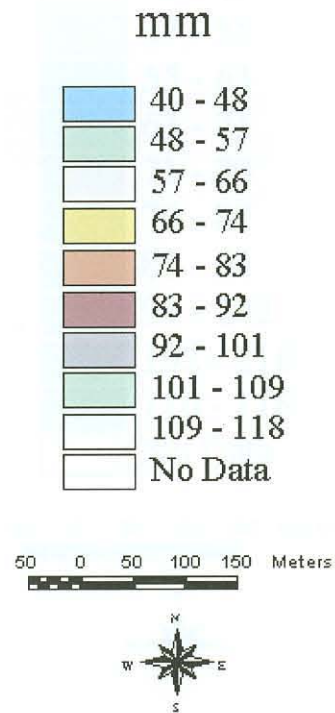 mm
40 - 48
48 - 57
57 - 66
66 - 74
74 - 83
83 - 92
92 - 101
101 - 109
109 - 118
No Data
50 0 50 100 150 Meters
N
W E
S